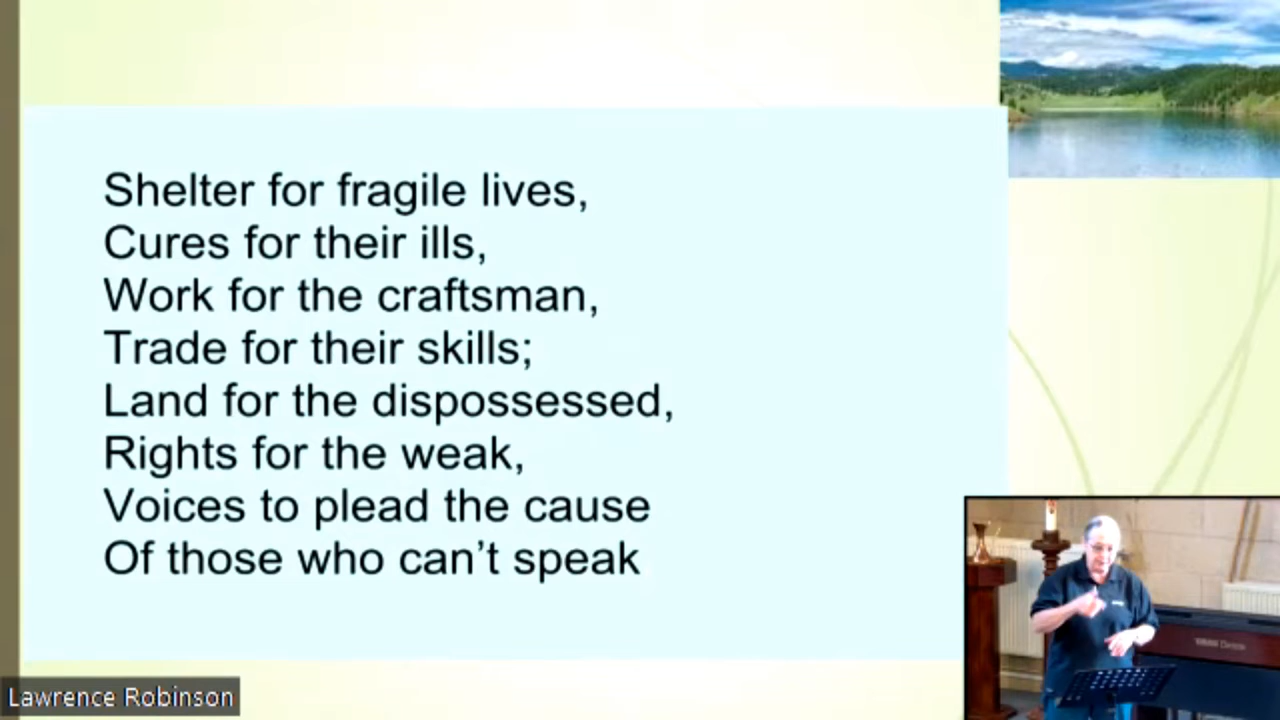 Shelter for fragile lives,
Cures for their ills,
Work for the craftsman,
Trade for their skills;
Land for the dispossessed,
Rights for the weak,
Voices to plead the cause
Of those who can’t speak
Lawrence Robinson